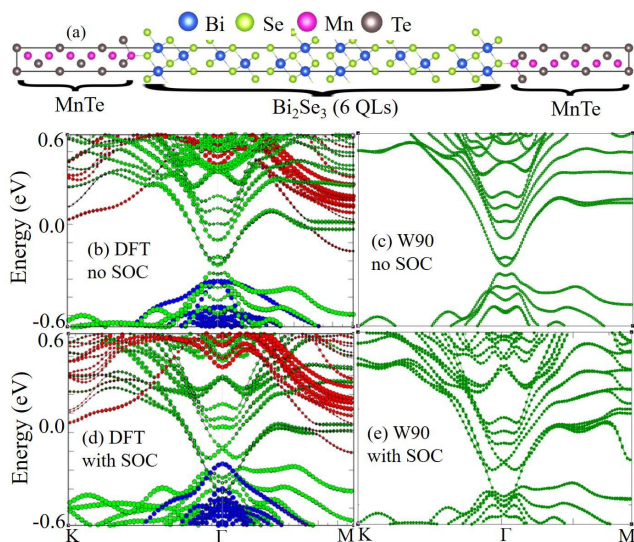 (a) Bi Se Mn Te
MnTe Bi₂Se₃ (6 QLs) MnTe
Energy (eV)
0.6
0.0
-0.6
(b) DFT
no SOC
(c) W90
no SOC
Energy (eV)
0.6
0.0
-0.6
(d) DFT
with SOC
(e) W90
with SOC
K Γ M K Γ M